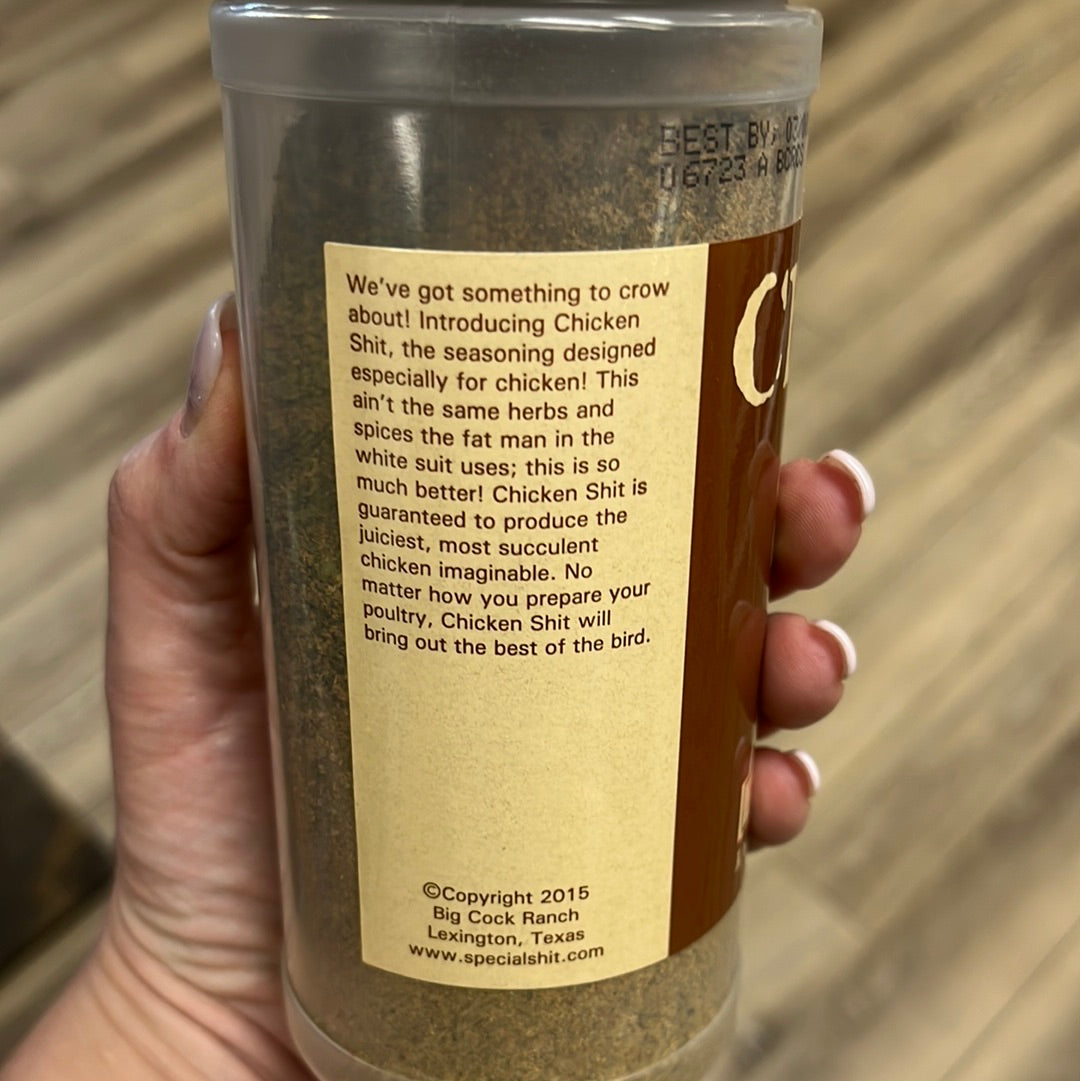 BEST BY:
U6723 A
We've got something to crow
about! Introducing Chicken
Shit, the seasoning designed
especially for chicken! This
ain't the same herbs and
spices the fat man in the
white suit uses; this is so
much better! Chicken Shit is
guaranteed to produce the
juiciest, most succulent
chicken imaginable. No
matter how you prepare your
poultry, Chicken Shit will
bring out the best of the bird.
©Copyright 2015
Big Cock Ranch
Lexington, Texas
www.specialshit.com